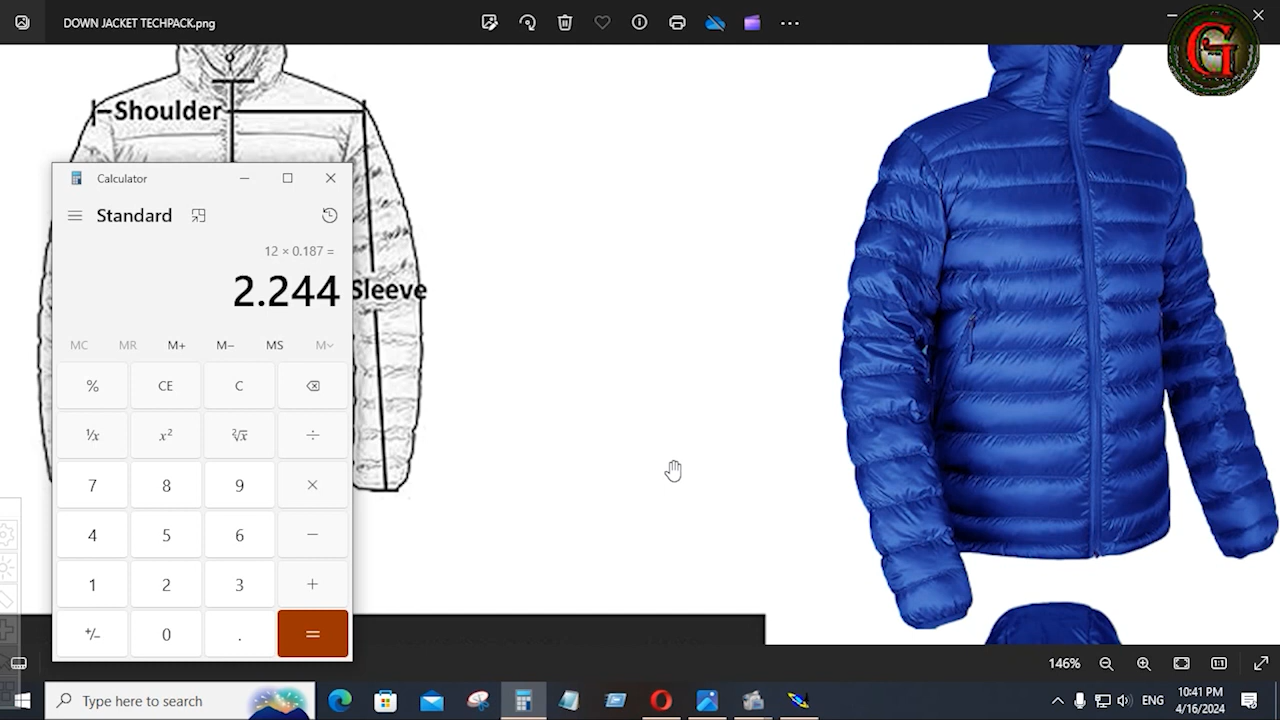 DOWN JACKET TECHPACK.png
G
Shoulder
Sleeve
Calculator
Standard
12 × 0.187 =
2.244
MC MR M+ M− MS M˅
% CE C
¹/x x² ²√x ÷
7 8 9 ×
4 5 6 −
1 2 3 +
+/− 0 . =
146%
Type here to search
ENG
10:41 PM
4/16/2024